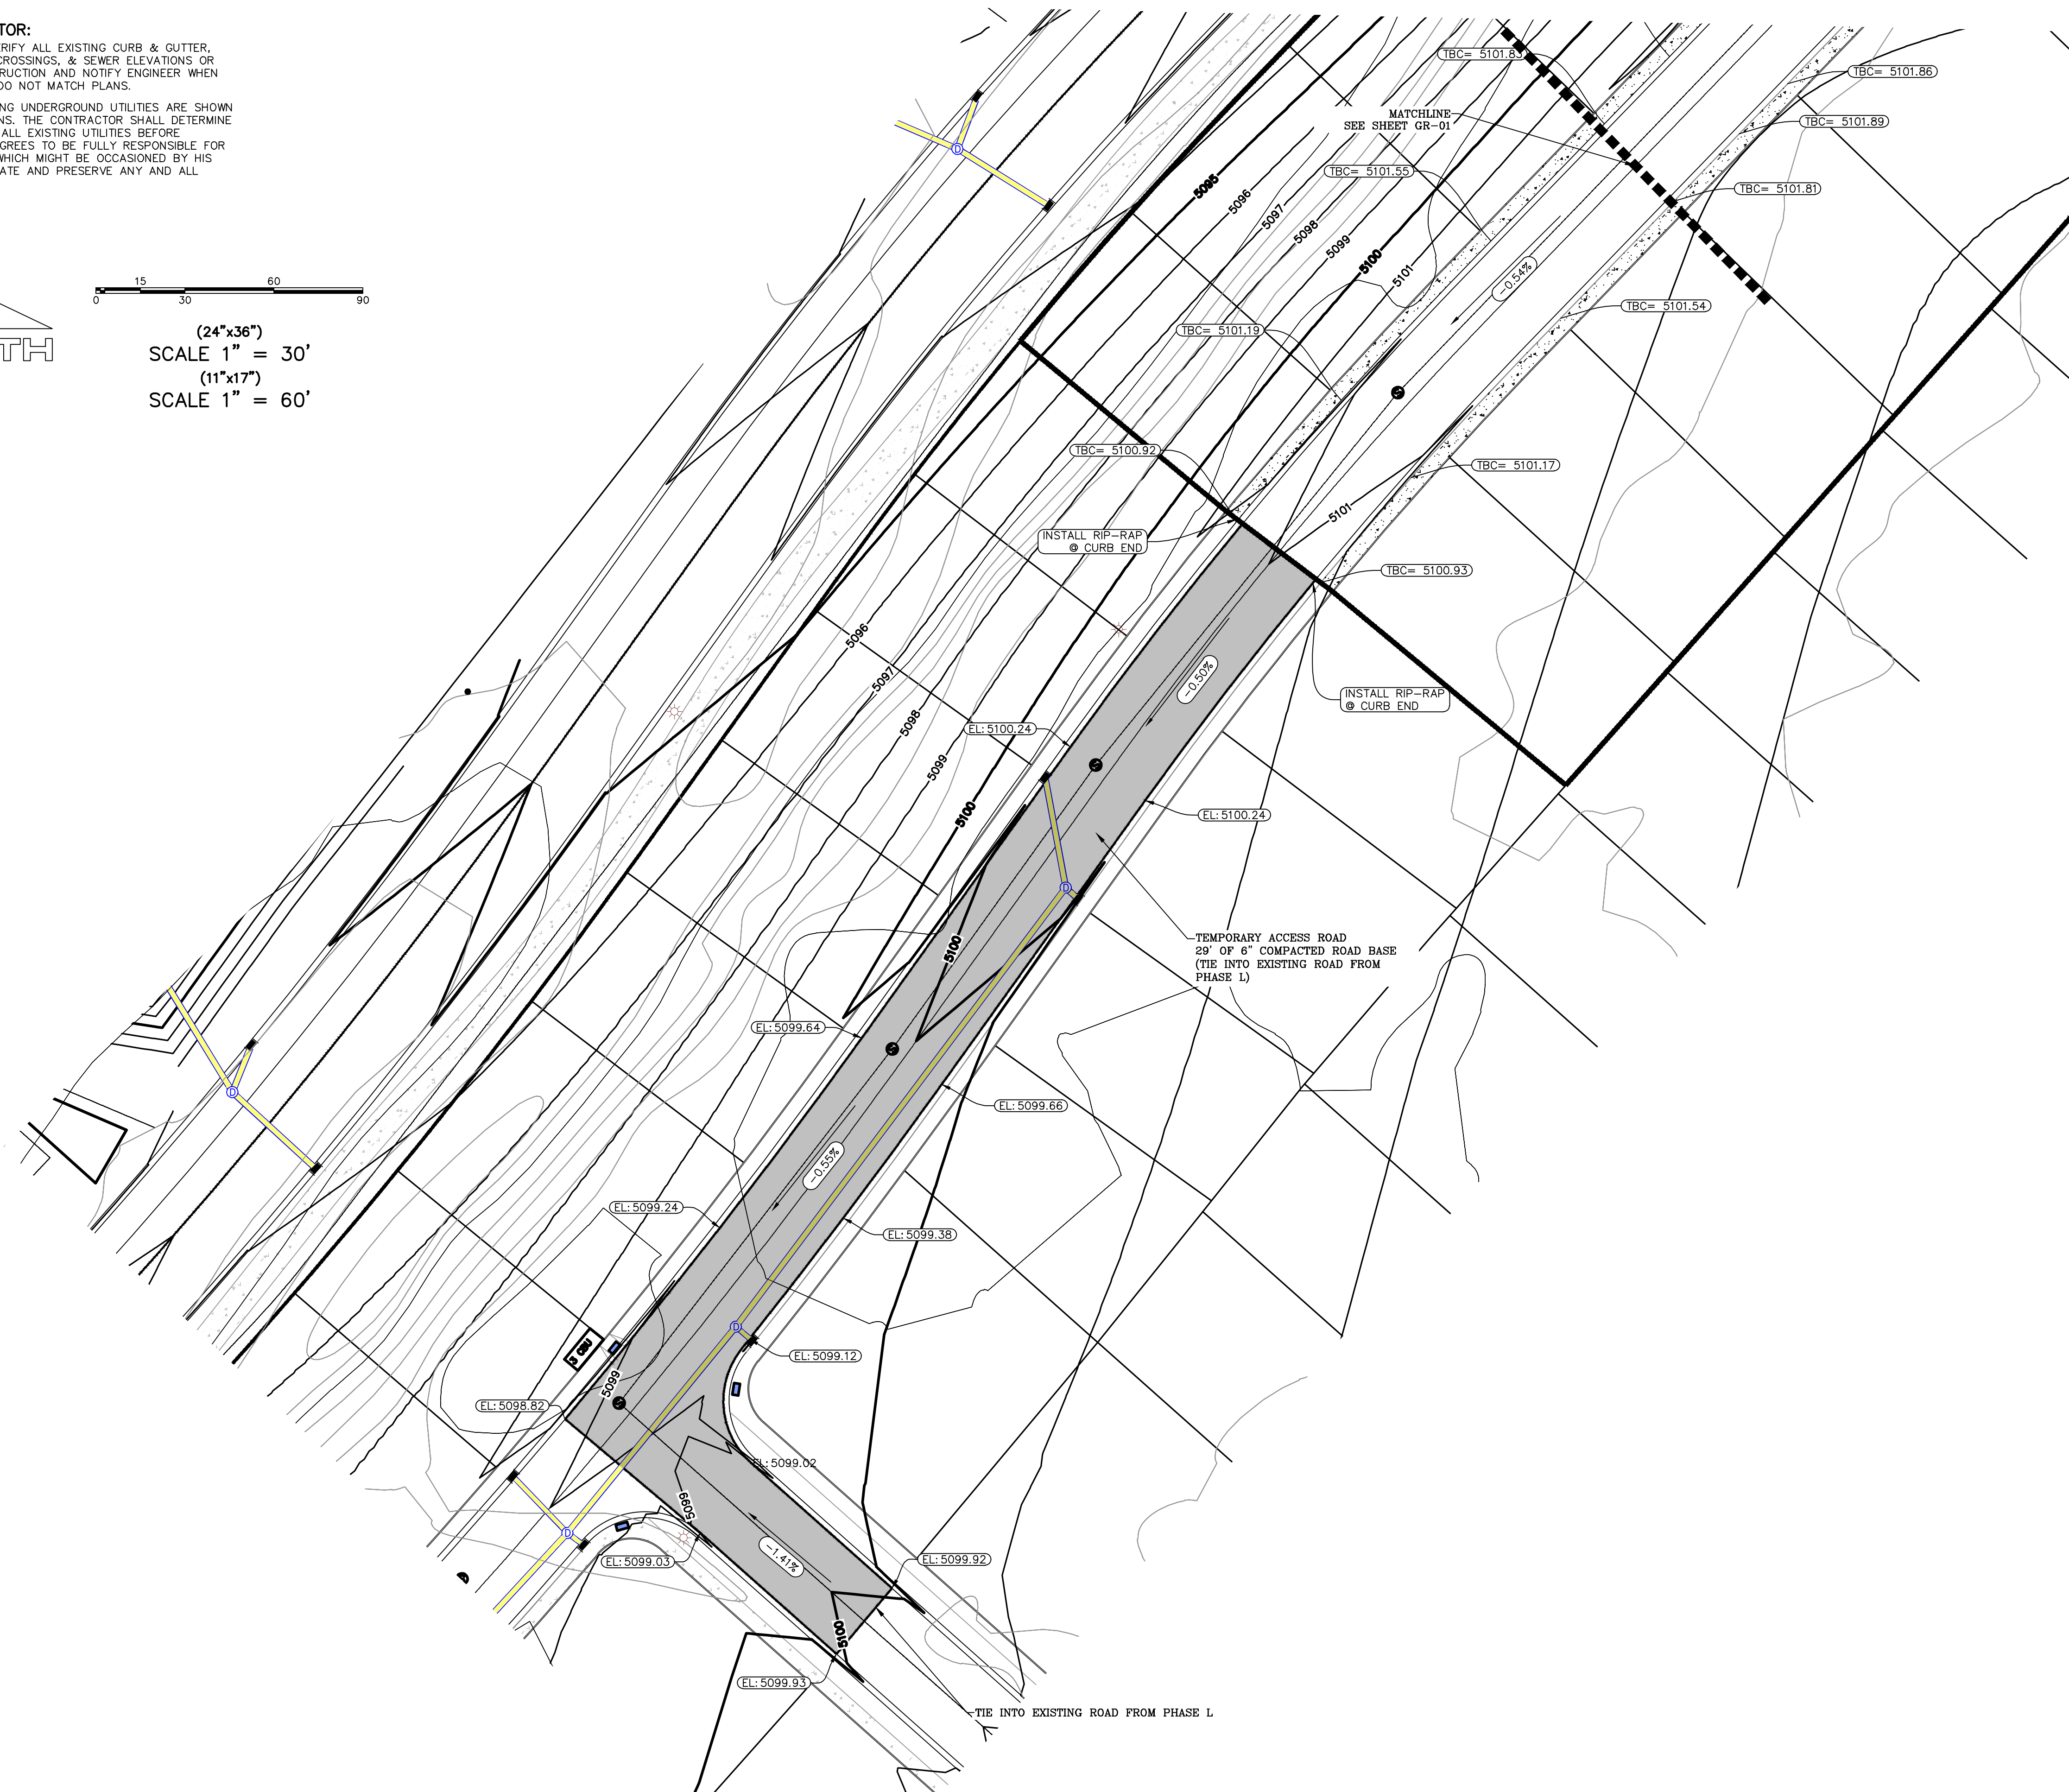 TOR:
ERIFY ALL EXISTING CURB & GUTTER,
CROSSINGS, & SEWER ELEVATIONS OR
RUCTION AND NOTIFY ENGINEER WHEN
DO NOT MATCH PLANS.
NG UNDERGROUND UTILITIES ARE SHOWN
NS. THE CONTRACTOR SHALL DETERMINE
ALL EXISTING UTILITIES BEFORE
GREES TO BE FULLY RESPONSIBLE FOR
WHICH MIGHT BE OCCASIONED BY HIS
ATE AND PRESERVE ANY AND ALL
15 60
0 30 90
TH
(24"x36")
SCALE 1" = 30'
(11"x17")
SCALE 1" = 60'
TBC= 5101.83
TBC= 5101.86
MATCHLINE
SEE SHEET GR-01
TBC= 5101.89
TBC= 5101.55
TBC= 5101.81
D
5095
5096
5097
5098
5099
5100
5101
-0.54%
TBC= 5101.54
TBC= 5101.19
S
TBC= 5100.92
TBC= 5101.17
5101
INSTALL RIP-RAP
@ CURB END
TBC= 5100.93
5096
5097
5098
5099
5100
-0.50%
INSTALL RIP-RAP
@ CURB END
EL: 5100.24
S
EL: 5100.24
D
5100
TEMPORARY ACCESS ROAD
29' OF 6" COMPACTED ROAD BASE
(TIE INTO EXISTING ROAD FROM
PHASE L)
EL: 5099.64
S
D
EL: 5099.66
-0.55%
EL: 5099.24
EL: 5099.38
D
3 CBU
EL: 5099.12
5099
S
EL: 5098.82
EL: 5099.02
5099
D
EL: 5099.03
-1.41%
EL: 5099.92
S
5100
EL: 5099.93
TIE INTO EXISTING ROAD FROM PHASE L